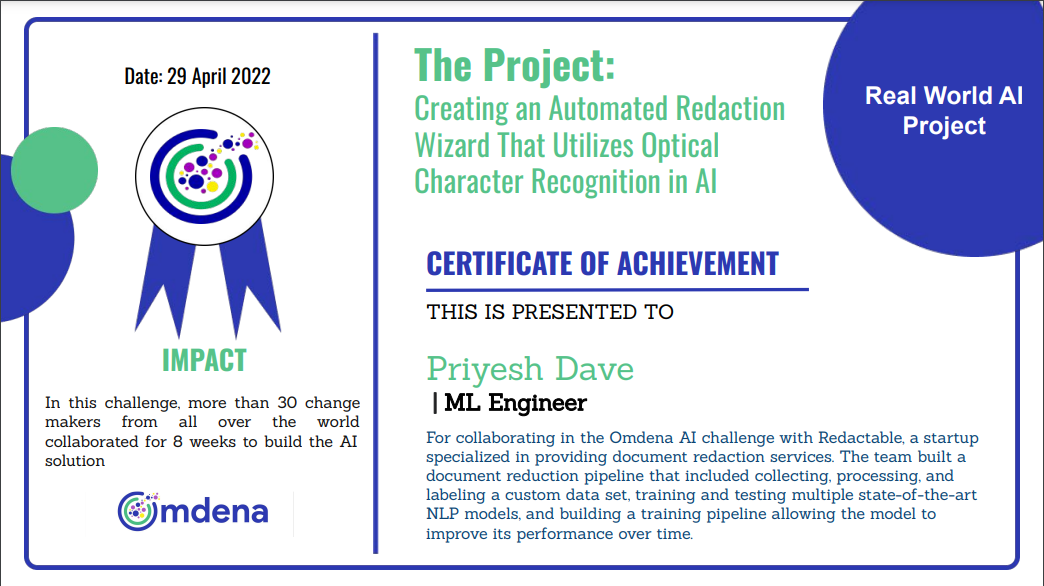 Date: 29 April 2022
IMPACT
In this challenge, more than 30 change
makers from all over the world
collaborated for 8 weeks to build the AI
solution
Omdena
The Project:
Creating an Automated Redaction
Wizard That Utilizes Optical
Character Recognition in AI
Real World AI
Project
CERTIFICATE OF ACHIEVEMENT
THIS IS PRESENTED TO
Priyesh Dave
| ML Engineer
For collaborating in the Omdena AI challenge with Redactable, a startup
specialized in providing document redaction services. The team built a
document reduction pipeline that included collecting, processing, and
labeling a custom data set, training and testing multiple state-of-the-art
NLP models, and building a training pipeline allowing the model to
improve its performance over time.